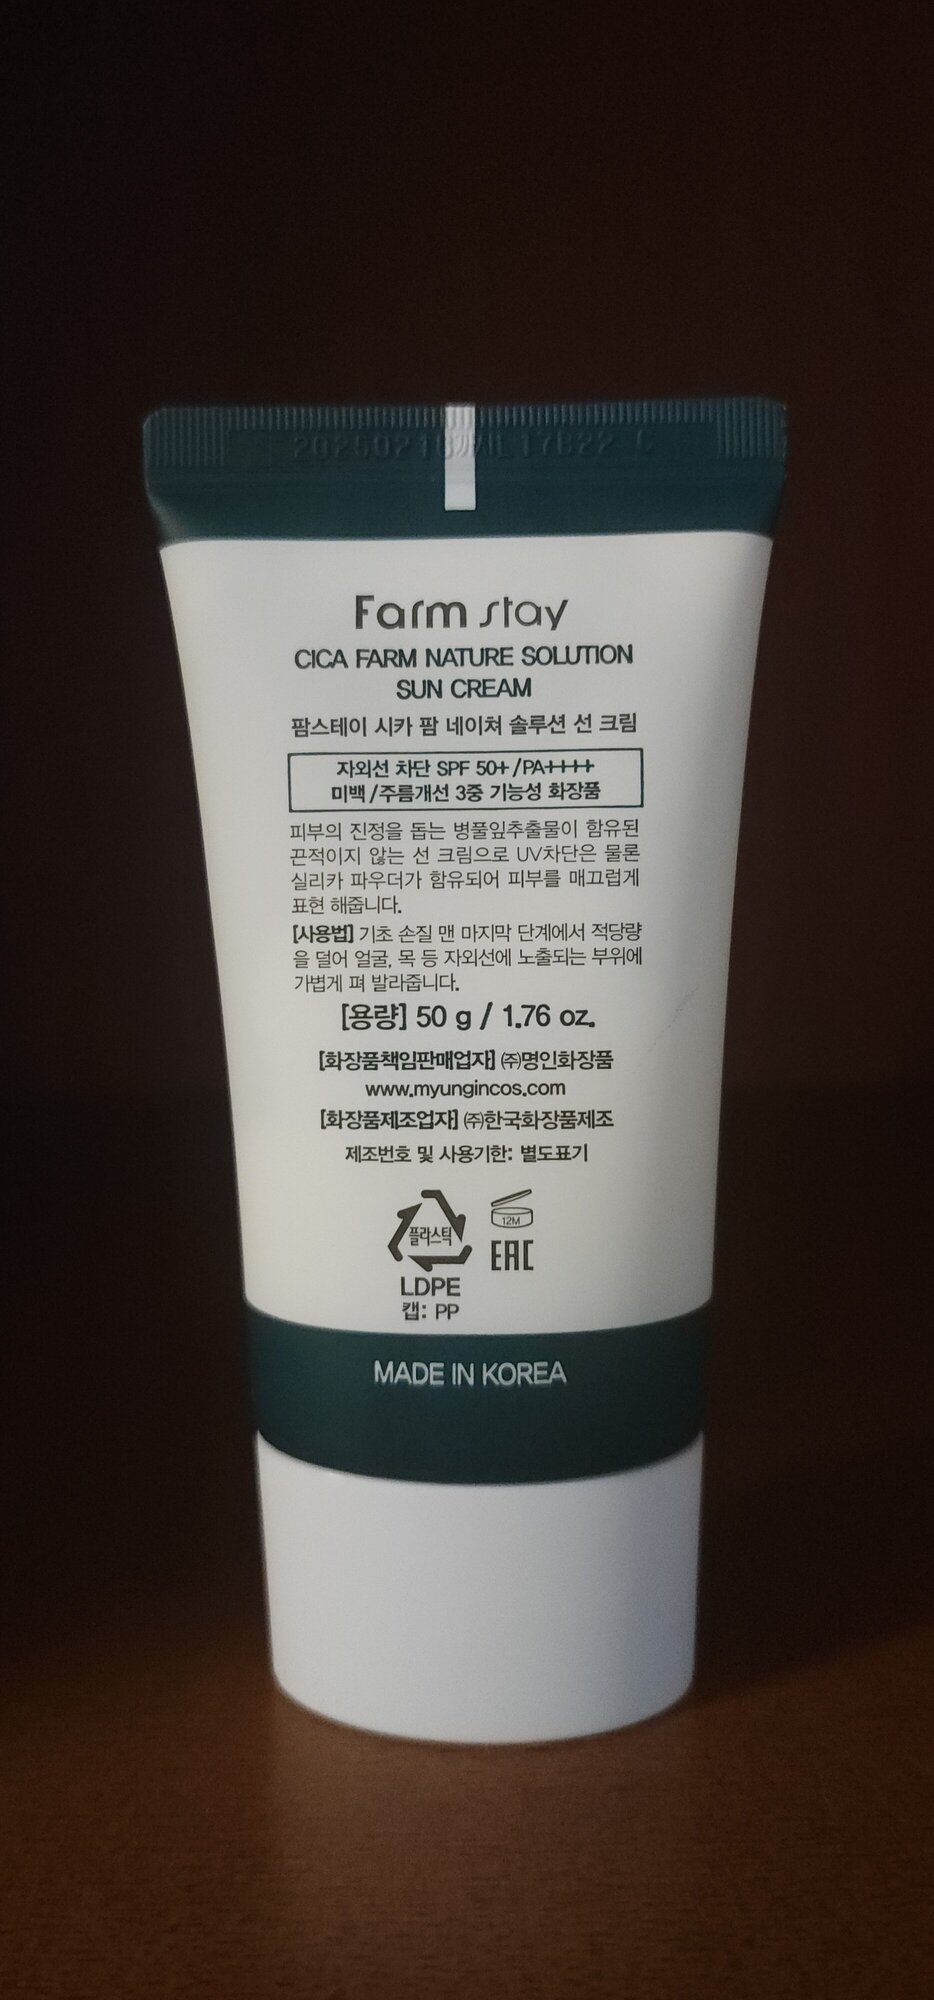 Farm stay
CICA FARM NATURE SOLUTION
SUN CREAM
팜스테이 시카 팜 네이쳐 솔루션 선 크림
자외선 차단 SPF 50+/PA++++
미백/주름개선 3중 기능성 화장품
피부의 진정을 돕는 병풀잎추출물이 함유된
끈적이지 않는 선 크림으로 UV차단은 물론
실리카 파우더가 함유되어 피부를 매끄럽게
표현 해줍니다.
[사용법] 기초 손질 맨 마지막 단계에서 적당량
을 덜어 얼굴, 목 등 자외선에 노출되는 부위에
가볍게 펴 발라줍니다.
[용량] 50 g / 1.76 oz.
[화장품책임판매업자] ㈜명인화장품
www.myungincos.com
[화장품제조업자] ㈜한국화장품제조
제조번호 및 사용기한: 별도표기
플라스틱
12M
EAC
LDPE
캡: PP
MADE IN KOREA